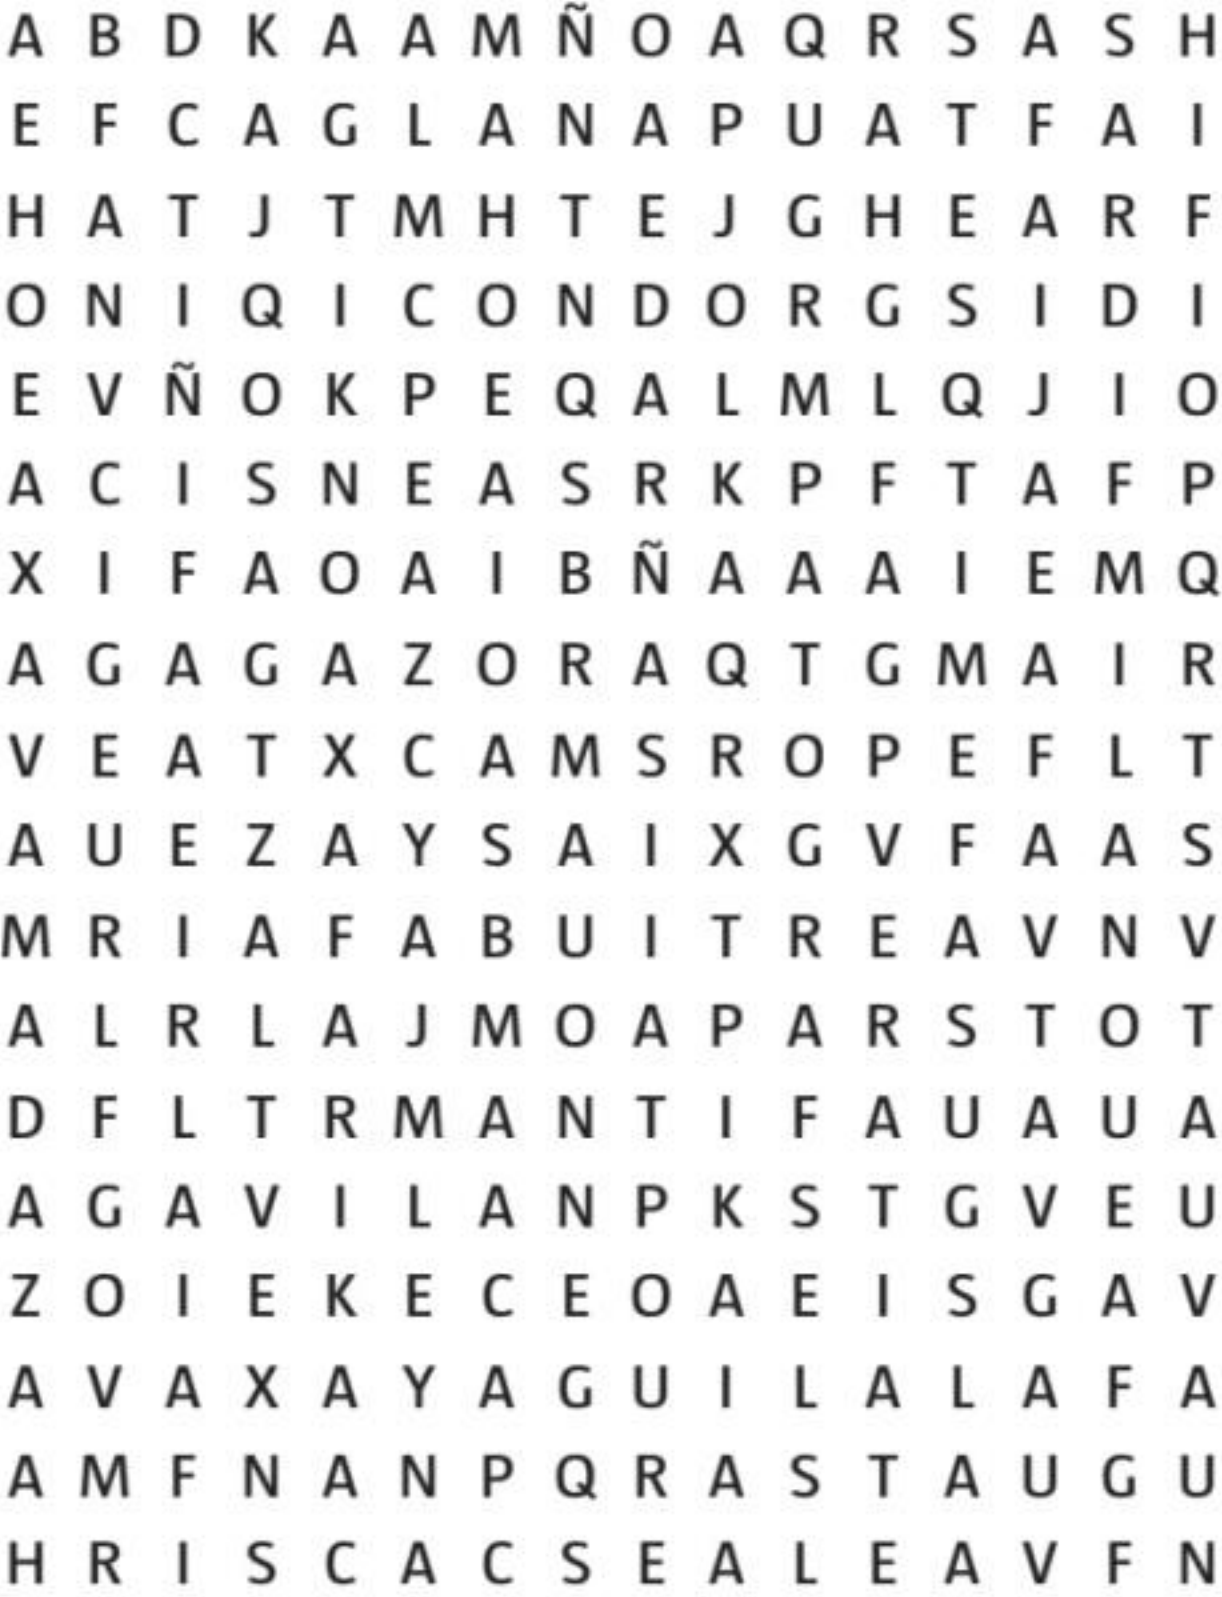 A B D K A A M Ñ O A Q R S A S H
E F C A G L A N A P U A T F A I
H A T J T M H T E J G H E A R F
O N I Q I C O N D O R G S I D I
E V Ñ O K P E Q A L M L Q J I O
A C I S N E A S R K P F T A F P
X I F A O A I B Ñ A A A I E M Q
A G A G A Z O R A Q T G M A I R
V E A T X C A M S R O P E F L T
A U E Z A Y S A I X G V F A A S
M R I A F A B U I T R E A V N V
A L R L A J M O A P A R S T O T
D F L T R M A N T I F A U A U A
A G A V I L A N P K S T G V E U
Z O I E K E C E O A E I S G A V
A V A X A Y A G U I L A L A F A
A M F N A N P Q R A S T A U G U
H R I S C A C S E A L E A V F N